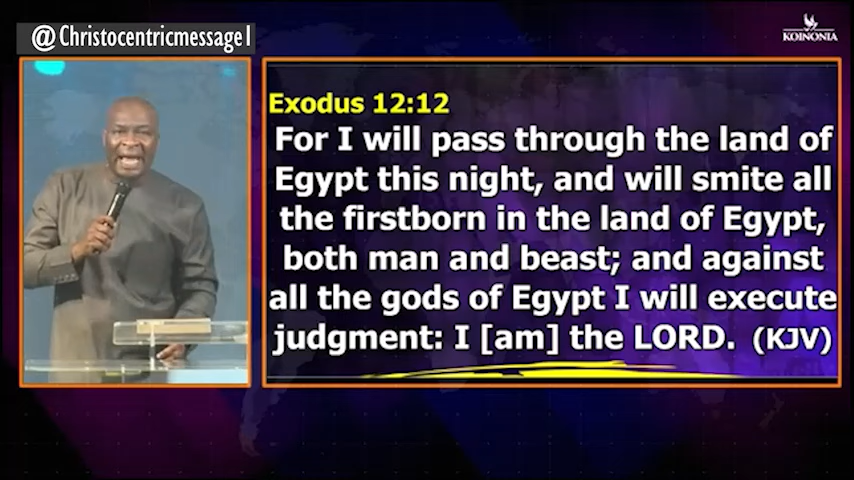 @Christocentricmessage1
KOINONIA
Exodus 12:12
For I will pass through the land of
Egypt this night, and will smite all
the firstborn in the land of Egypt,
both man and beast; and against
all the gods of Egypt I will execute
judgment: I [am] the LORD. (KJV)